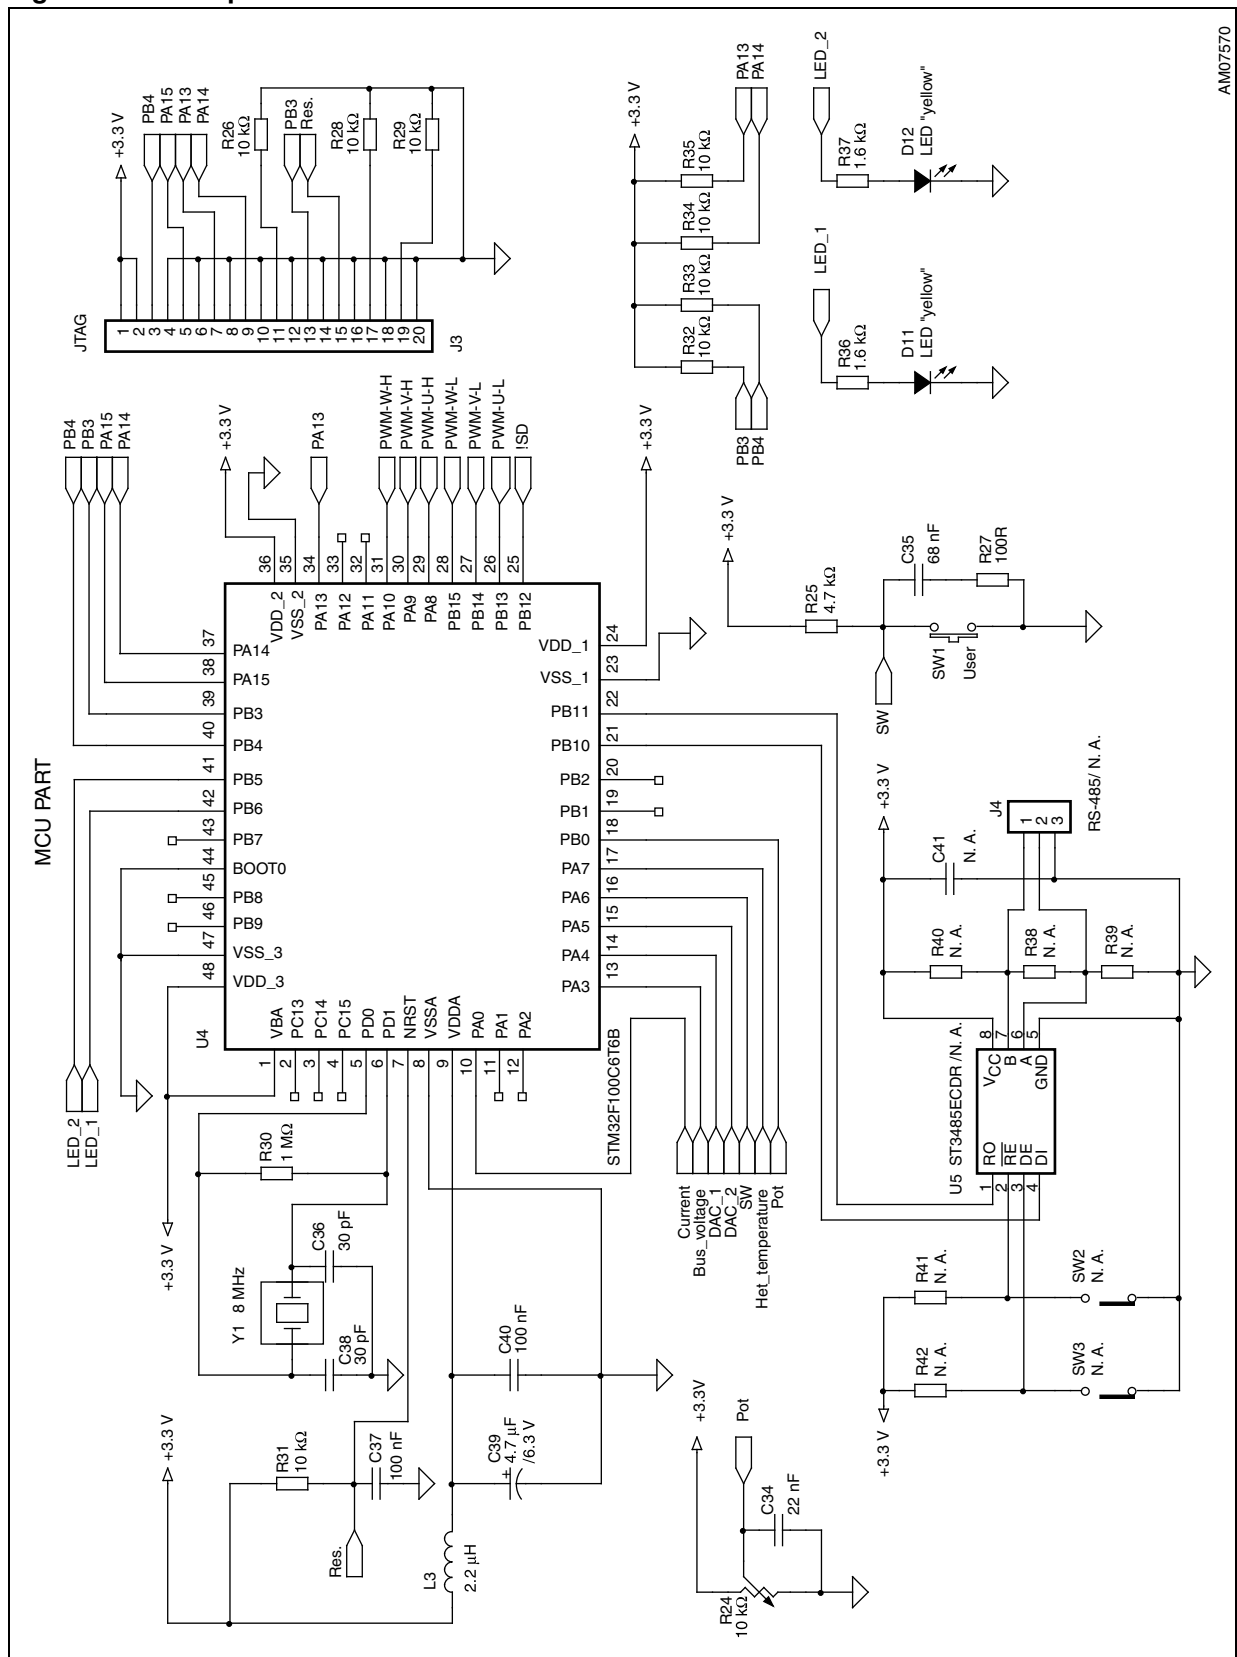 MCU PART
JTAG
J3
1
2
3
4
5
6
7
8
9
10
11
12
13
14
15
16
17
18
19
20
+3.3 V
PB4
PA15
PA13
PA14
R26
10 kΩ
PB3
Res.
R28
10 kΩ
R29
10 kΩ
PB4
PB3
PA15
PA14
+3.3 V
PA13
PWM-W-H
PWM-V-H
PWM-U-H
PWM-W-L
PWM-V-L
PWM-U-L
!SD
36
35
34
33
32
31
30
29
28
27
26
25
VDD_2
VSS_2
PA13
PA12
PA11
PA10
PA9
PA8
PB15
PB14
PB13
PB12
37
PA14
38
PA15
39
PB3
40
PB4
41
PB5
42
PB6
43
PB7
44
BOOT0
45
PB8
46
PB9
47
VSS_3
48
VDD_3
24
VDD_1
23
VSS_1
22
PB11
21
PB10
20
PB2
19
PB1
18
PB0
17
PA7
16
PA6
15
PA5
14
PA4
13
PA3
U4
VBA
PC13
PC14
PC15
PD0
PD1
NRST
VSSA
VDDA
PA0
PA1
PA2
1
2
3
4
5
6
7
8
9
10
11
12
STM32F100C6T6B
LED_2
LED_1
+3.3 V
+3.3 V
R32
10 kΩ
R33
10 kΩ
R34
10 kΩ
R35
10 kΩ
PB3
PB4
PA13
PA14
+3.3 V
LED_1
R36
1.6 kΩ
D11
LED "yellow"
LED_2
R37
1.6 kΩ
D12
LED "yellow"
+3.3 V
R25
4.7 kΩ
C35
68 nF
R27
100R
SW
SW1
User
+3.3 V
C41
N. A.
J4
1
2
3
RS-485/ N. A.
R40
N. A.
R38
N. A.
R39
N. A.
U5 ST3485ECDR /N. A.
8
7
6
5
VCC
B
A
GND
RO
RE
DE
DI
1
2
3
4
R41
N. A.
R42
N. A.
SW2
N. A.
SW3
N. A.
+3.3 V
Current
Bus_voltage
DAC_1
DAC_2
SW
Het_temperature
Pot
+3.3 V
R30
1 MΩ
Y1 8 MHz
C36
30 pF
C38
30 pF
C40
100 nF
C39
+
4.7 µF
/6.3 V
+3.3 V
R31
10 kΩ
C37
100 nF
Res.
L3
2.2 µH
+3.3V
Pot
C34
22 nF
R24
10 kΩ
AM07570